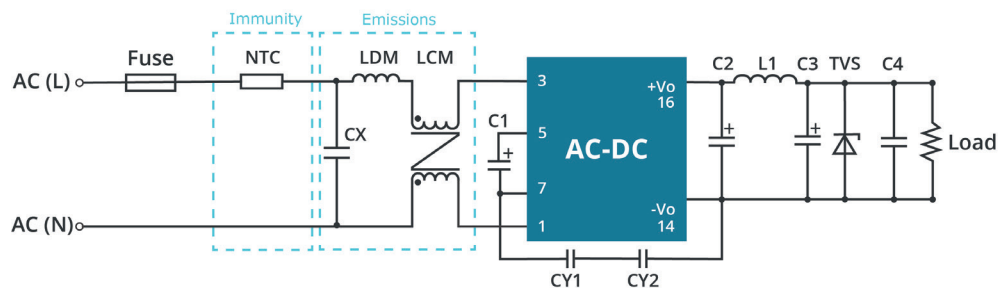 Immunity
Emissions
Fuse
NTC
LDM
LCM
C2
L1
C3
TVS
C4
AC (L)
3
+Vo
16
CX
C1
+
5
AC-DC
+
+
Load
7
-Vo
14
AC (N)
1
CY1
CY2